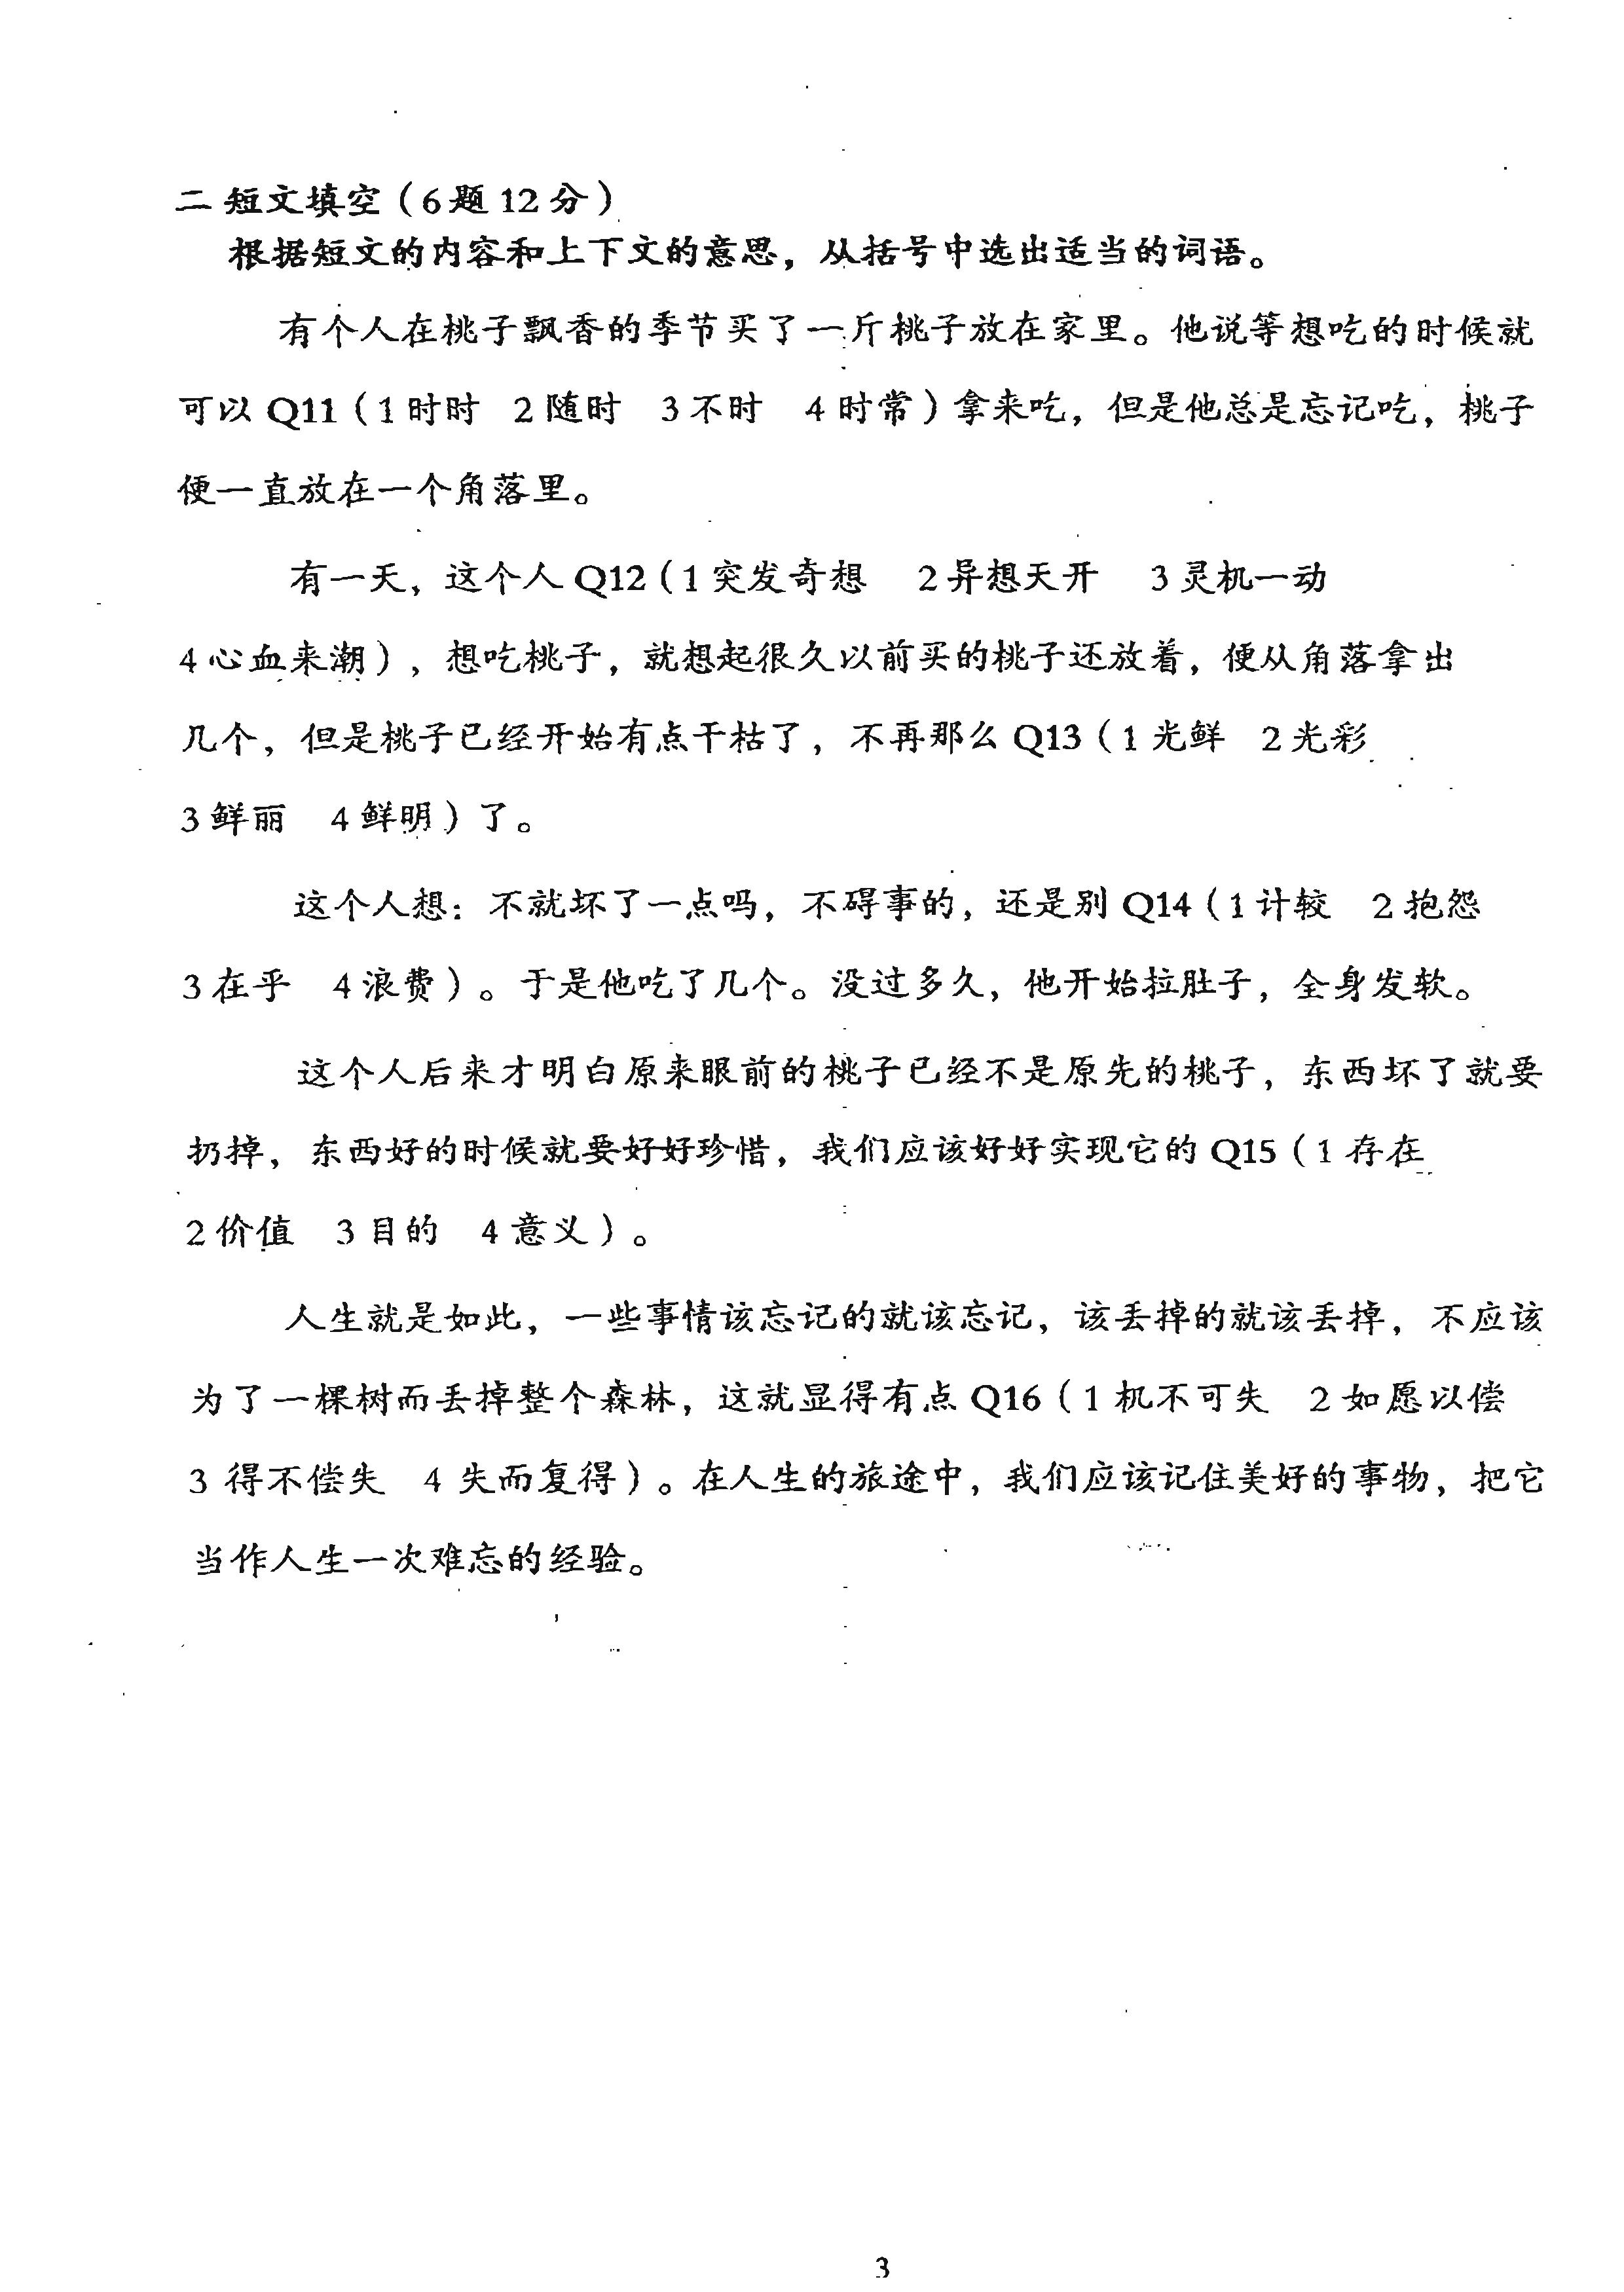 二 短文填空（6题12分）
根据短文的内容和上下文的意思，从括号中选出适当的词语。
有个人在桃子飘香的季节买了一斤桃子放在家里。他说等想吃的时候就
可以 Q11（1时时 2随时 3不时 4时常）拿来吃，但是他总是忘记吃，桃子
便一直放在一个角落里。
有一天，这个人 Q12（1突发奇想 2异想天开 3灵机一动
4心血来潮），想吃桃子，就想起很久以前买的桃子还放着，便从角落拿出
几个，但是桃子已经开始有点干枯了，不再那么 Q13（1光鲜 2光彩
3鲜丽 4鲜明）了。
这个人想：不就坏了一点吗，不碍事的，还是别 Q14（1计较 2抱怨
3在乎 4浪费）。于是他吃了几个。没过多久，他开始拉肚子，全身发软。
这个人后来才明白原来眼前的桃子已经不是原先的桃子，东西坏了就要
扔掉，东西好的时候就要好好珍惜，我们应该好好实现它的 Q15（1存在
2价值 3目的 4意义）。
人生就是如此，一些事情该忘记的就该忘记，该丢掉的就该丢掉，不应该
为了一棵树而丢掉整个森林，这就显得有点 Q16（1机不可失 2如愿以偿
3 得不偿失 4 失而复得）。在人生的旅途中，我们应该记住美好的事物，把它
当作人生一次难忘的经验。
3